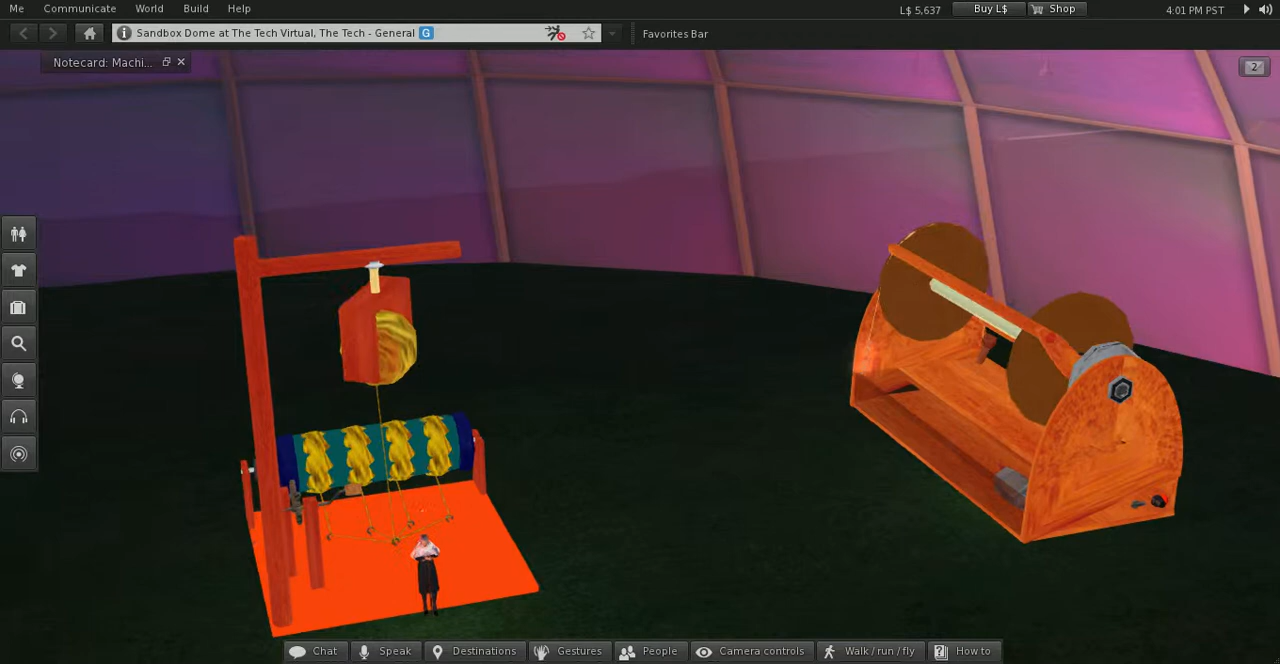 Me Communicate World Build Help L$ 5,637 Buy L$ Shop 4:01 PM PST
Sandbox Dome at The Tech Virtual, The Tech - General G Favorites Bar
Notecard: Machi... 2
Chat Speak Destinations Gestures People Camera controls Walk / run / fly How to